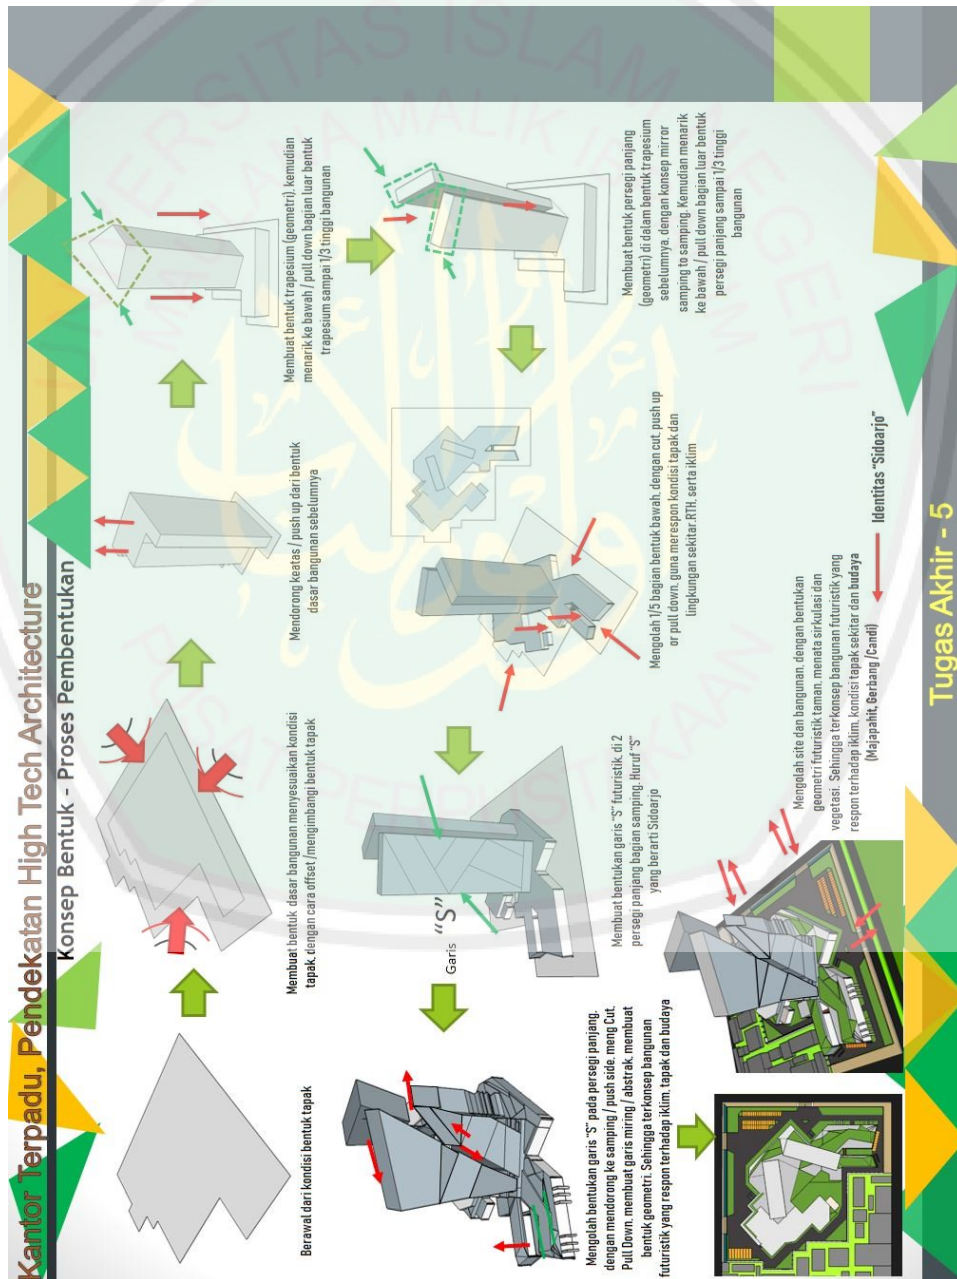 Kantor Terpadu, Pendekatan High Tech Architecture
Konsep Bentuk - Proses Pembentukan
Berawal dari kondisi bentuk tapak
Membuat bentuk dasar bangunan menyesuaikan kondisi
tapak, dengan cara offset /mengimbangi bentuk tapak
Mendorong keatas / push up dari bentuk
dasar bangunan sebelumnya
Membuat bentuk trapesium (geometri), kemudian
menarik ke bawah / pull down bagian luar bentuk
trapesium sampai 1/3 tinggi bangunan
Membuat bentuk persegi panjang
(geometri) di dalam bentuk trapesium
sebelumnya, dengan konsep mirror
samping to samping. Kemudian menarik
ke bawah / pull down bagian luar bentuk
persegi panjang sampai 1/3 tinggi
bangunan
Mengolah 1/5 bagian bentuk bawah, dengan cut, push up
or pull down, guna merespon kondisi tapak dan
lingkungan sekitar, RTH, serta iklim
Garis "S"
Membuat bentukan garis "S" futuristik, di 2
persegi panjang bagian samping. Huruf "S"
yang berarti Sidoarjo
Mengolah bentukan garis "S" pada persegi panjang,
dengan mendorong ke samping / push side, meng Cut,
Pull Down, membuat garis miring / abstrak, membuat
bentuk geometri. Sehingga terkonsep bangunan
futuristik yang respon terhadap iklim, tapak dan budaya
Mengolah site dan bangunan, dengan bentukan
geometri futuristik taman, menata sirkulasi dan
vegetasi. Sehingga terkonsep bangunan futuristik yang
respon terhadap iklim, kondisi tapak sekitar dan budaya
(Majapahit, Gerbang /Candi)
Identitas "Sidoarjo"
Tugas Akhir - 5